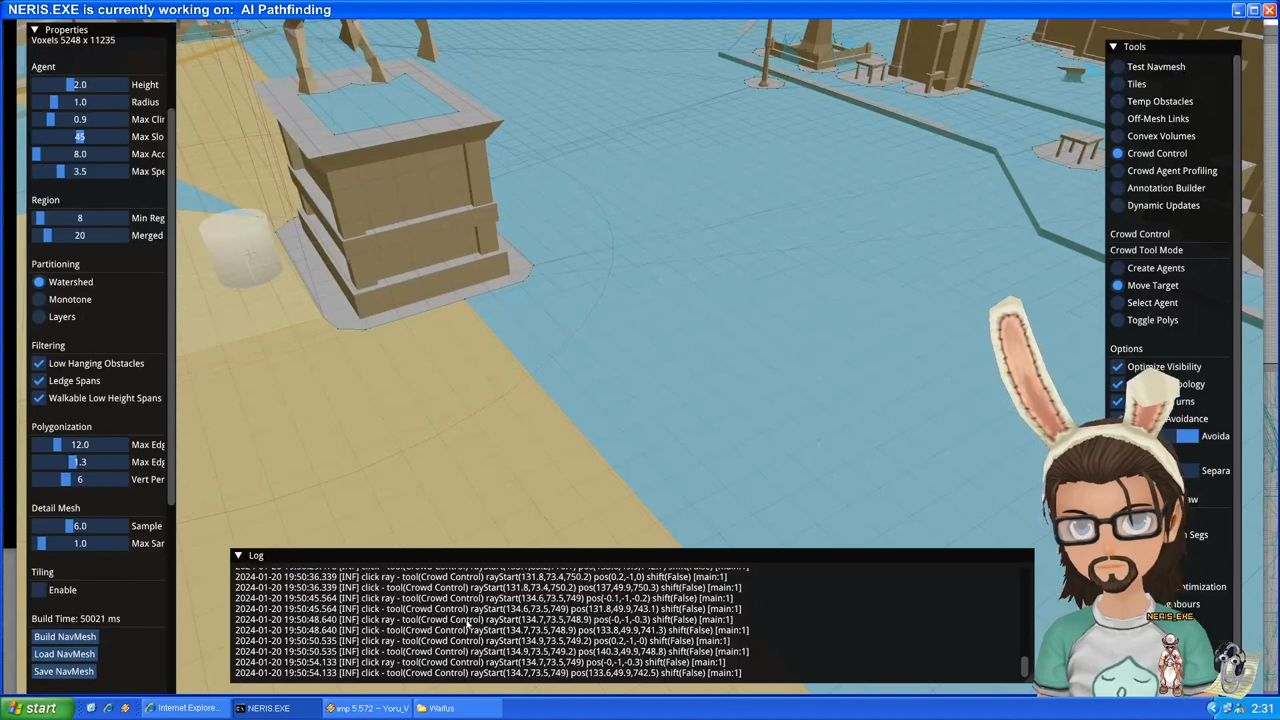 NERIS.EXE is currently working on: AI Pathfinding
Properties
Voxels 5248 x 11235
Agent
2.0 Height
1.0 Radius
0.9 Max Clin
45 Max Slo
8.0 Max Acc
3.5 Max Spe
Region
8 Min Reg
20 Merged
Partitioning
Watershed
Monotone
Layers
Filtering
Low Hanging Obstacles
Ledge Spans
Walkable Low Height Spans
Polygonization
12.0 Max Edg
1.3 Max Edg
6 Vert Per
Detail Mesh
6.0 Sample
1.0 Max Sar
Tiling
Enable
Build Time: 50021 ms
Build NavMesh
Load NavMesh
Save NavMesh
Log
2024-01-20 19:50:36.339 [INF] click ray - tool(Crowd Control) rayStart(131.8,73.4,750.2) pos(0.2,-1,0) shift(False) [main:1]
2024-01-20 19:50:36.339 [INF] click ray - tool(Crowd Control) rayStart(131.8,73.4,750.2) pos(137,49.9,750.3) shift(False) [main:1]
2024-01-20 19:50:45.564 [INF] click ray - tool(Crowd Control) rayStart(134.6,73.5,749) pos(-0.1,-1,-0.2) shift(False) [main:1]
2024-01-20 19:50:45.564 [INF] click ray - tool(Crowd Control) rayStart(134.6,73.5,749) pos(131.8,49.9,743.1) shift(False) [main:1]
2024-01-20 19:50:48.640 [INF] click ray - tool(Crowd Control) rayStart(134.7,73.5,748.9) pos(-0,-1,-0.3) shift(False) [main:1]
2024-01-20 19:50:48.640 [INF] click ray - tool(Crowd Control) rayStart(134.7,73.5,748.9) pos(133.8,49.9,741.3) shift(False) [main:1]
2024-01-20 19:50:50.535 [INF] click ray - tool(Crowd Control) rayStart(134.9,73.5,749.2) pos(0.2,-1,-0) shift(False) [main:1]
2024-01-20 19:50:50.535 [INF] click ray - tool(Crowd Control) rayStart(134.9,73.5,749.2) pos(140.3,49.9,748.8) shift(False) [main:1]
2024-01-20 19:50:54.133 [INF] click ray - tool(Crowd Control) rayStart(134.7,73.5,749) pos(-0,-1,-0.3) shift(False) [main:1]
2024-01-20 19:50:54.133 [INF] click ray - tool(Crowd Control) rayStart(134.7,73.5,749) pos(133.6,49.9,742.5) shift(False) [main:1]
Tools
Test Navmesh
Tiles
Temp Obstacles
Off-Mesh Links
Convex Volumes
Crowd Control
Crowd Agent Profiling
Annotation Builder
Dynamic Updates
Crowd Control
Crowd Tool Mode
Create Agents
Move Target
Select Agent
Toggle Polys
Options
Optimize Visibility
pology
urns
Avoidance
Avoida
Separa
aw
n Segs
timization
hbours
NERIS.EXE
start
Internet Explore...
NERIS.EXE
imp 5.572 – Yoru_V
Waifus
2:31